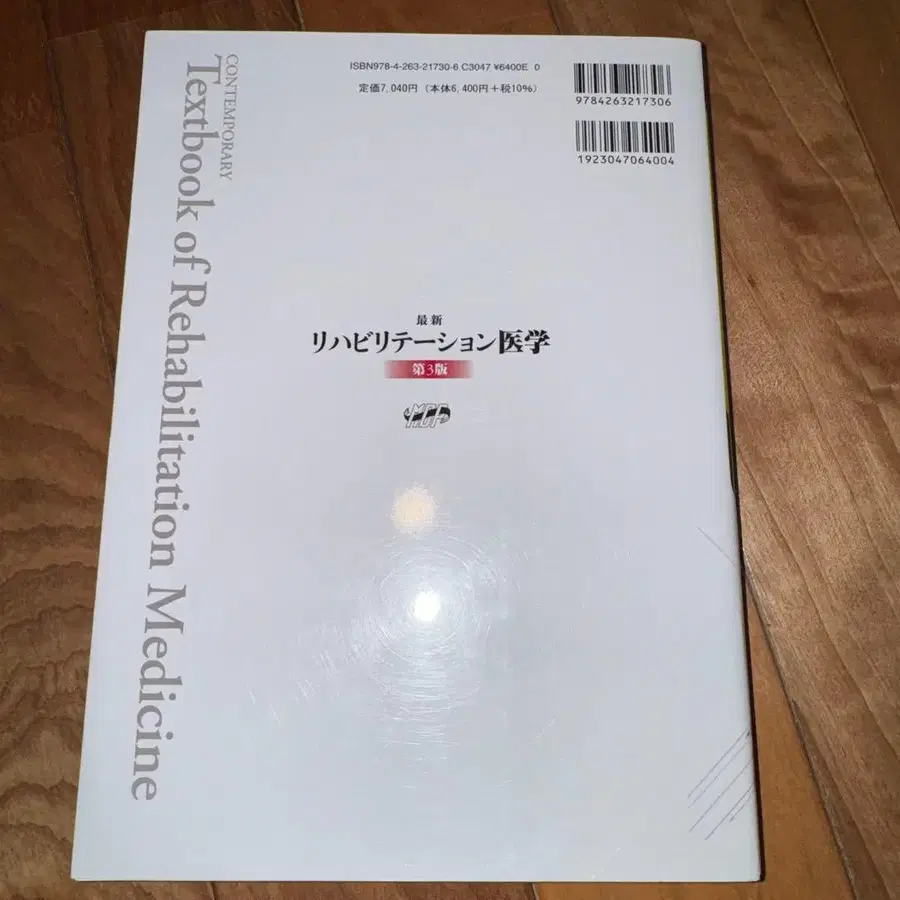 ISBN978-4-263-21730-6 C3047 ¥6400E 0
定価7,040円 (本体6,400円+税10%)
9784263217306
1923047064004
CONTEMPORARY
Textbook of Rehabilitation Medicine
最新
リハビリテーション医学
第3版